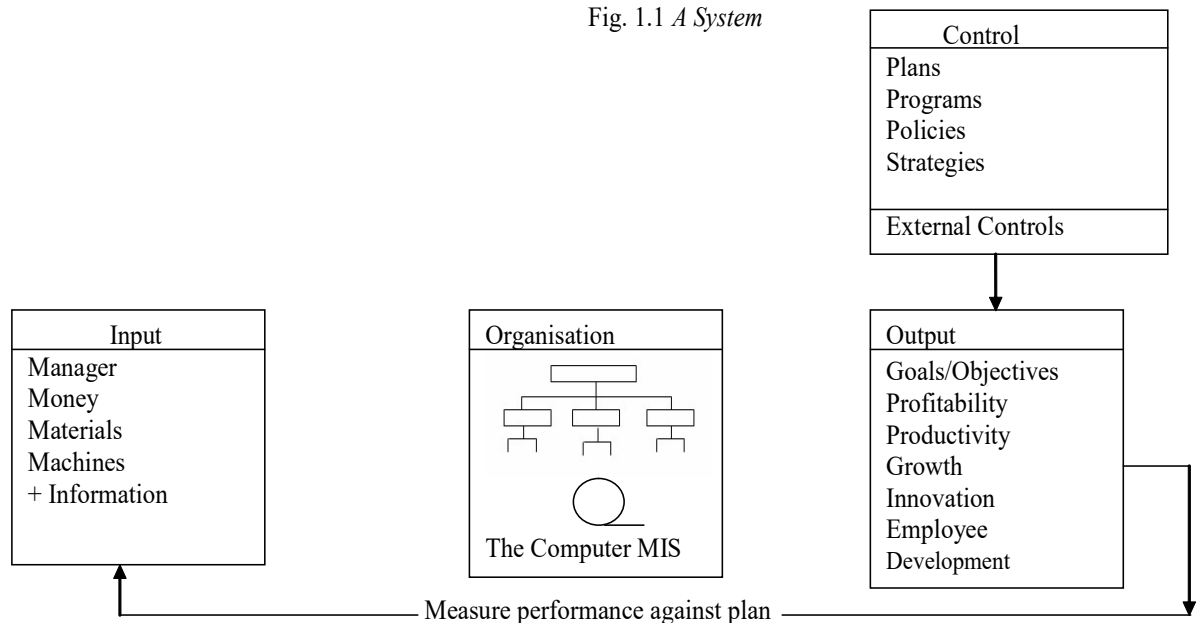 Fig. 1.1 A System
Control
Plans
Programs
Policies
Strategies
External Controls
Input
Manager
Money
Materials
Machines
+ Information
Organisation
The Computer MIS
Output
Goals/Objectives
Profitability
Productivity
Growth
Innovation
Employee
Development
Measure performance against plan